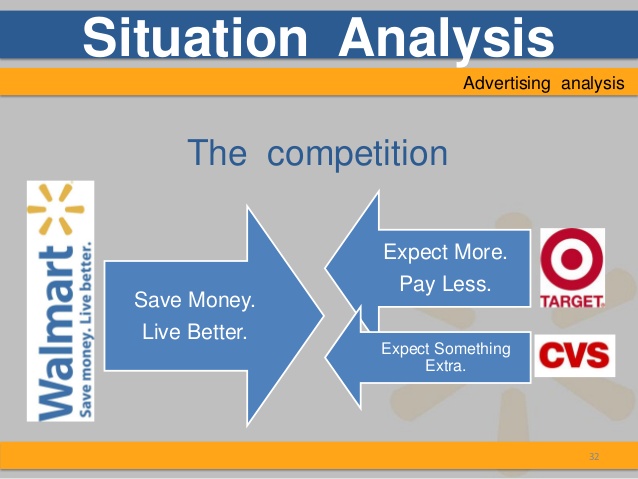 Situation Analysis
Advertising analysis
The competition
Walmart
Save money. Live better.
Save Money.
Live Better.
Expect More.
Pay Less.
TARGET
Expect Something
Extra.
CVS
32